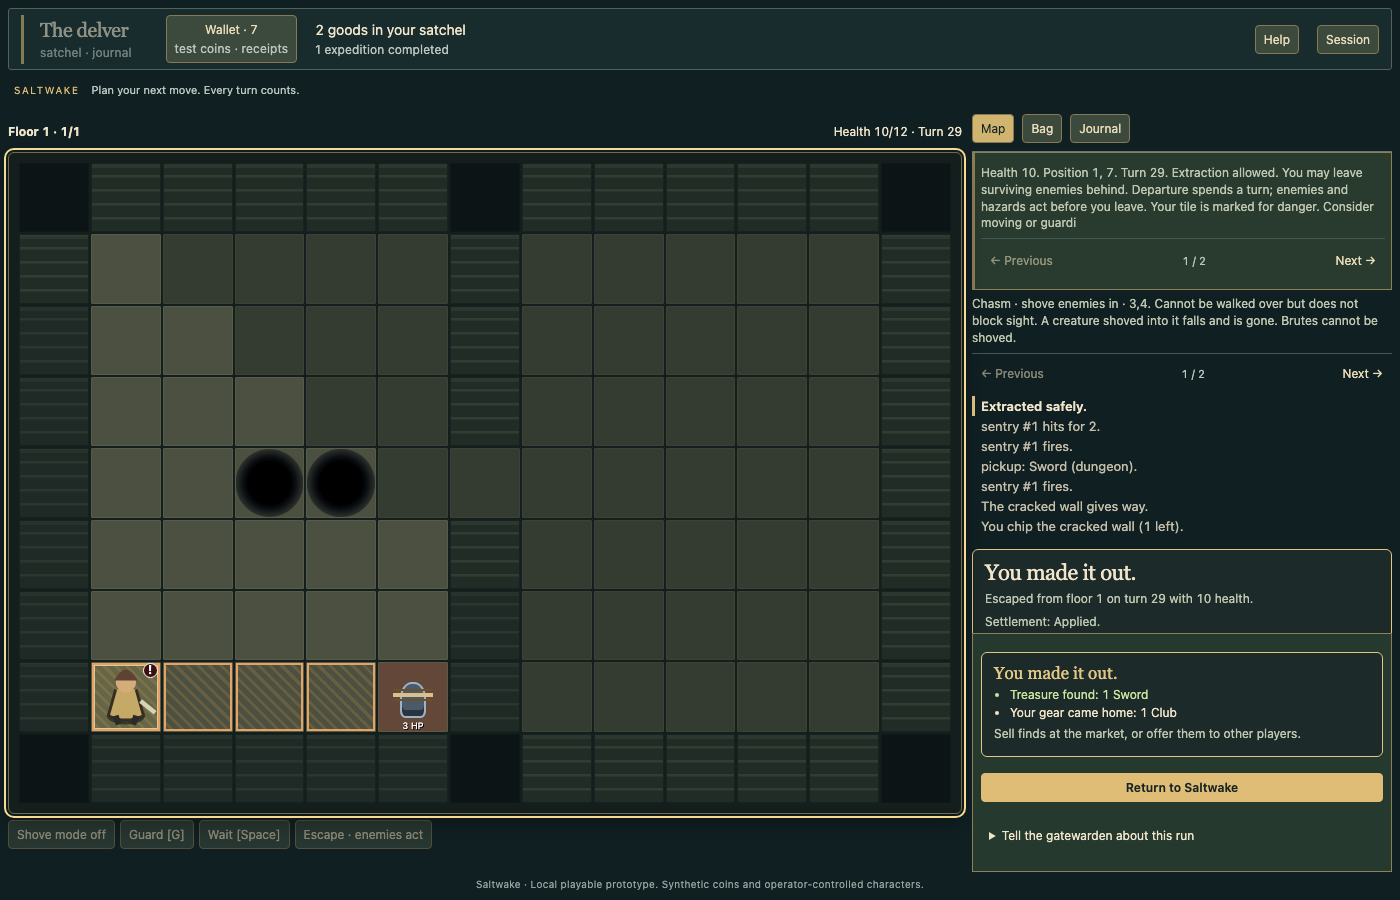 The delver
satchel · journal
Wallet · 7
test coins · receipts
2 goods in your satchel
1 expedition completed
Help
Session
SALTWAKE Plan your next move. Every turn counts.
Floor 1 · 1/1
Health 10/12 · Turn 29
Map
Bag
Journal
Health 10. Position 1, 7. Turn 29. Extraction allowed. You may leave
surviving enemies behind. Departure spends a turn; enemies and
hazards act before you leave. Your tile is marked for danger. Consider
moving or guardi
← Previous
1 / 2
Next →
Chasm · shove enemies in · 3,4. Cannot be walked over but does not
block sight. A creature shoved into it falls and is gone. Brutes cannot be
shoved.
← Previous
1 / 2
Next →
Extracted safely.
sentry #1 hits for 2.
sentry #1 fires.
pickup: Sword (dungeon).
sentry #1 fires.
The cracked wall gives way.
You chip the cracked wall (1 left).
You made it out.
Escaped from floor 1 on turn 29 with 10 health.
Settlement: Applied.
You made it out.
• Treasure found: 1 Sword
• Your gear came home: 1 Club
Sell finds at the market, or offer them to other players.
Return to Saltwake
▶ Tell the gatewarden about this run
!
3 HP
Shove mode off
Guard [G]
Wait [Space]
Escape · enemies act
Saltwake · Local playable prototype. Synthetic coins and operator-controlled characters.